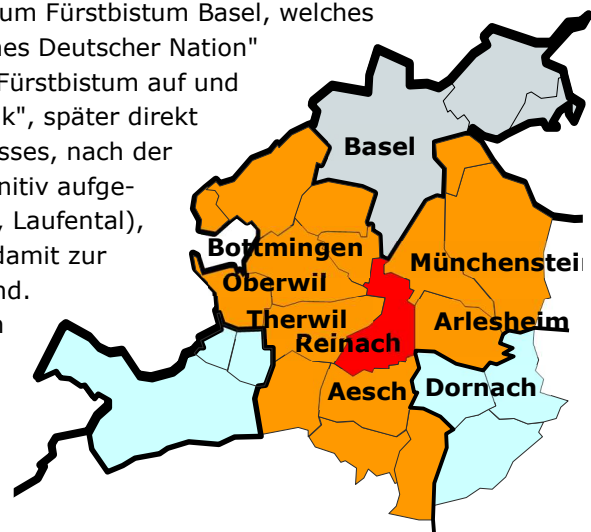 um Fürstbistum Basel, welches
es Deutscher Nation"
Fürstbistum auf und
k", später direkt
sses, nach der
nitiv aufge-
, Laufental),
damit zur
nd.
Basel
Bottmingen
Münchenstei
Oberwil
Therwil
Arlesheim
Reinach
Aesch
Dornach